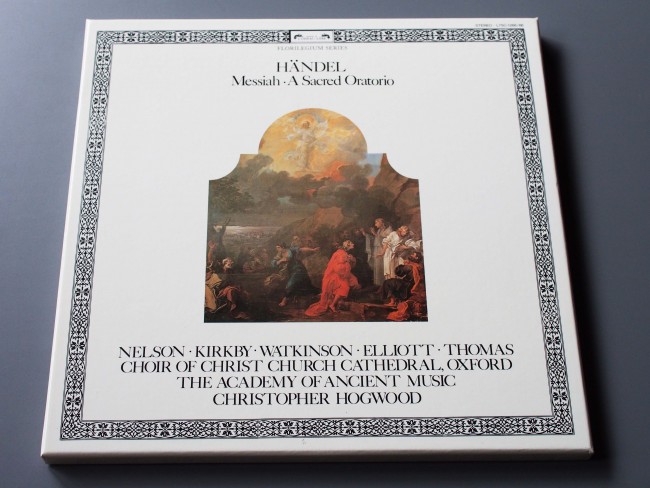 FLORILEGIUM SERIES
HÄNDEL
Messiah · A Sacred Oratorio
NELSON · KIRKBY · WATKINSON · ELLIOTT · THOMAS
CHOIR OF CHRIST CHURCH CATHEDRAL, OXFORD
THE ACADEMY OF ANCIENT MUSIC
CHRISTOPHER HOGWOOD